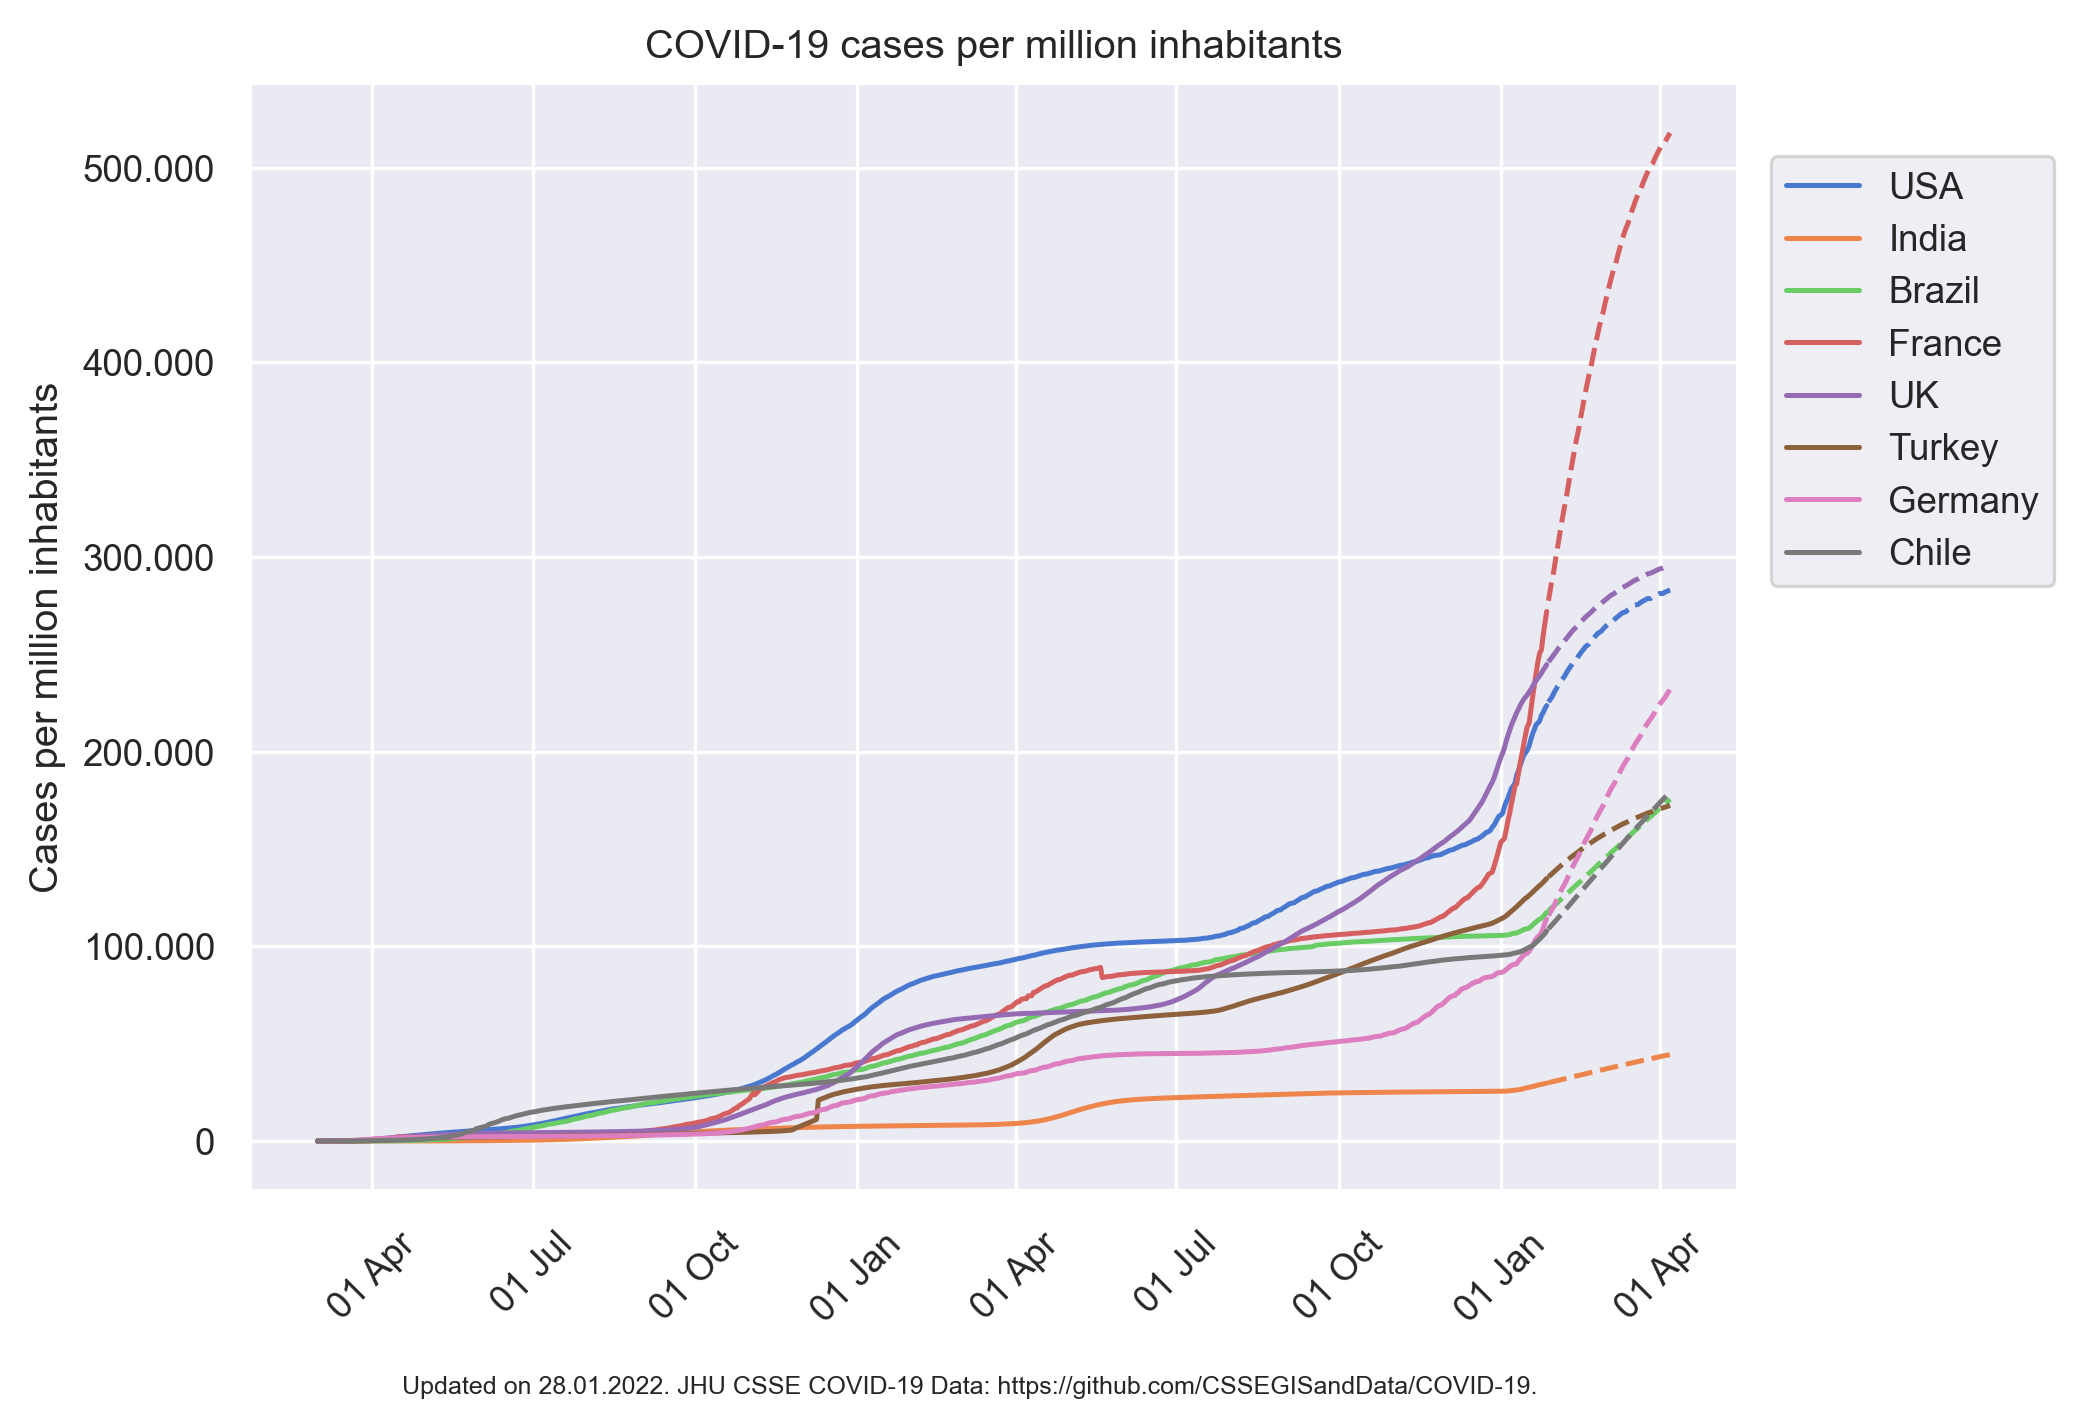 COVID-19 cases per million inhabitants
Cases per million inhabitants
500.000
400.000
300.000
200.000
100.000
0
01 Apr
01 Jul
01 Oct
01 Jan
01 Apr
01 Jul
01 Oct
01 Jan
01 Apr
USA
India
Brazil
France
UK
Turkey
Germany
Chile
Updated on 28.01.2022. JHU CSSE COVID-19 Data: https://github.com/CSSEGISandData/COVID-19.